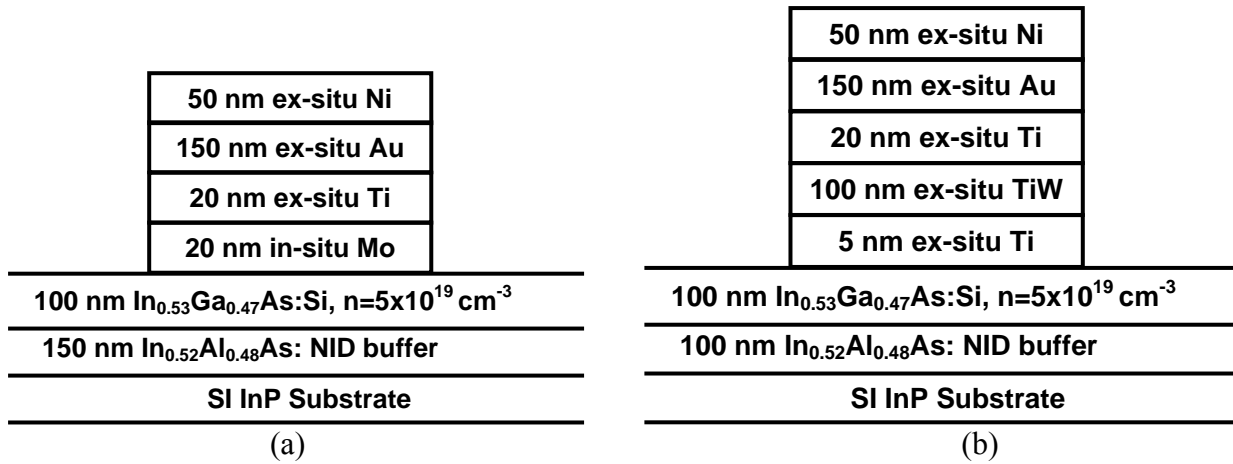 50 nm ex-situ Ni
150 nm ex-situ Au
20 nm ex-situ Ti
20 nm in-situ Mo
100 nm In0.53Ga0.47As:Si, n=5x10^19 cm^-3
150 nm In0.52Al0.48As: NID buffer
SI InP Substrate
(a)
50 nm ex-situ Ni
150 nm ex-situ Au
20 nm ex-situ Ti
100 nm ex-situ TiW
5 nm ex-situ Ti
100 nm In0.53Ga0.47As:Si, n=5x10^19 cm^-3
100 nm In0.52Al0.48As: NID buffer
SI InP Substrate
(b)